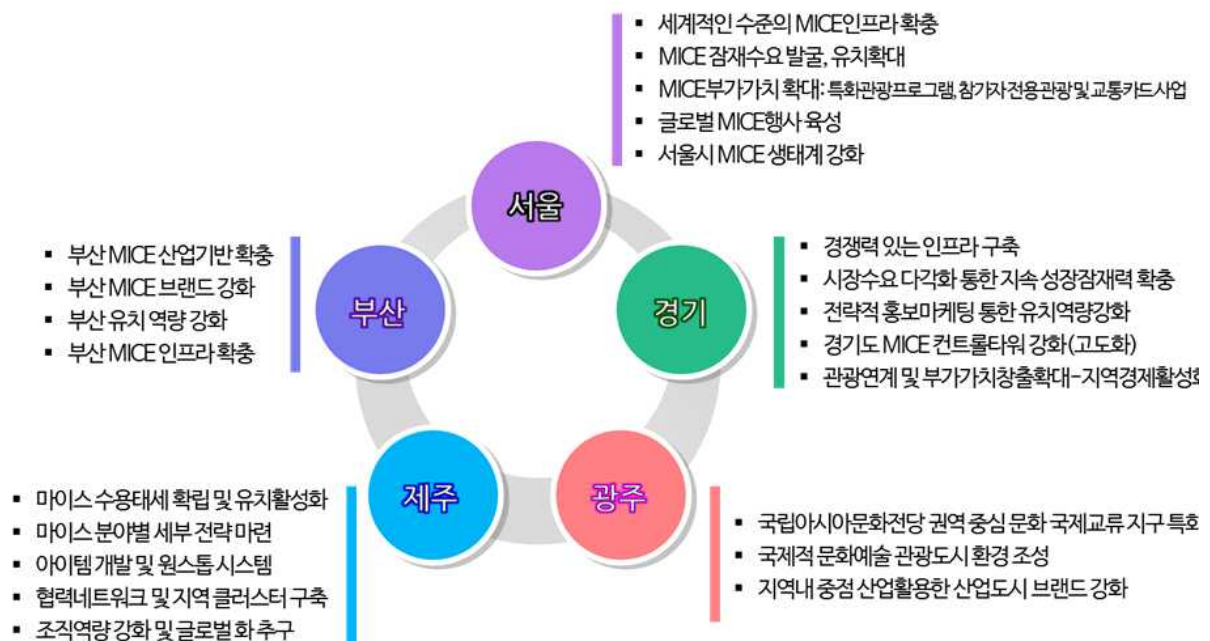 ▪ 세계적인 수준의 MICE인프라 확충
▪ MICE 잠재수요 발굴, 유치확대
▪ MICE부가가치 확대: 특화관광프로그램, 참가자 전용관광 및 교통카드사업
▪ 글로벌 MICE행사 육성
▪ 서울시 MICE 생태계 강화
서울
▪ 부산 MICE 산업기반 확충
▪ 부산 MICE 브랜드 강화
▪ 부산 유치 역량 강화
▪ 부산 MICE 인프라 확충
부산
경기
▪ 경쟁력 있는 인프라 구축
▪ 시장수요 다각화 통한 지속 성장잠재력 확충
▪ 전략적 홍보마케팅 통한 유치역량강화
▪ 경기도 MICE 컨트롤타워 강화(고도화)
▪ 관광연계 및 부가가치창출확대-지역경제활성화
제주
▪ 마이스 수용태세 확립 및 유치활성화
▪ 마이스 분야별 세부 전략 마련
▪ 아이템 개발 및 원스톱 시스템
▪ 협력네트워크 및 지역 클러스터 구축
▪ 조직역량 강화 및 글로벌화 추구
광주
▪ 국립아시아문화전당 권역 중심 문화 국제교류 지구 특화
▪ 국제적 문화예술 관광도시 환경 조성
▪ 지역내 중점 산업활용한 산업도시 브랜드 강화